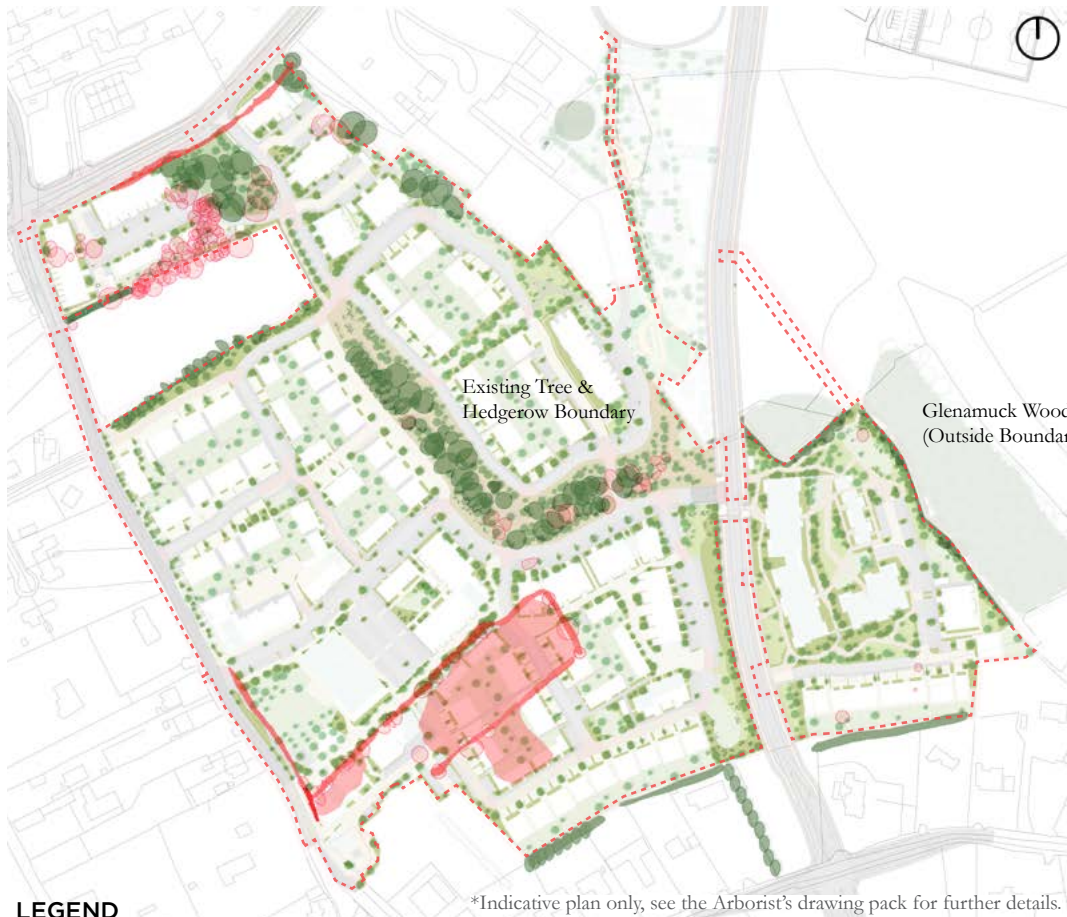 Existing Tree &
Hedgerow Boundary
Glenamuck Wood
(Outside Boundar
*Indicative plan only, see the Arborist's drawing pack for further details.
LEGEND